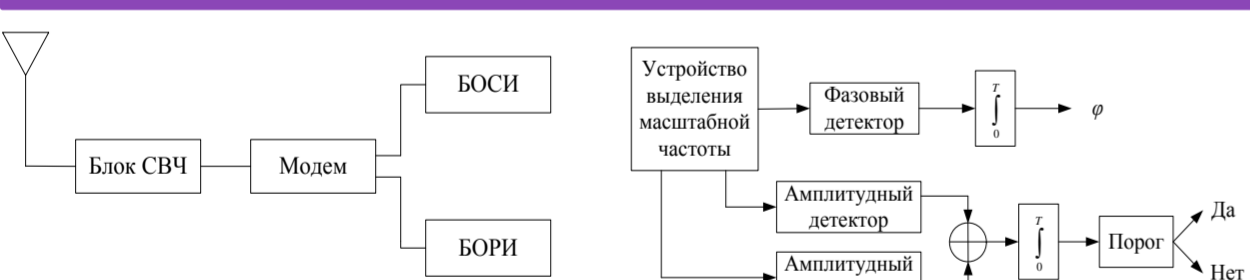 БОСИ
Блок СВЧ
Модем
БОРИ
Устройство
выделения
масштабной
частоты
Фазовый
детектор
T
∫
0
φ
Амплитудный
детектор
Амплитудный
T
∫
0
Порог
Да
Нет